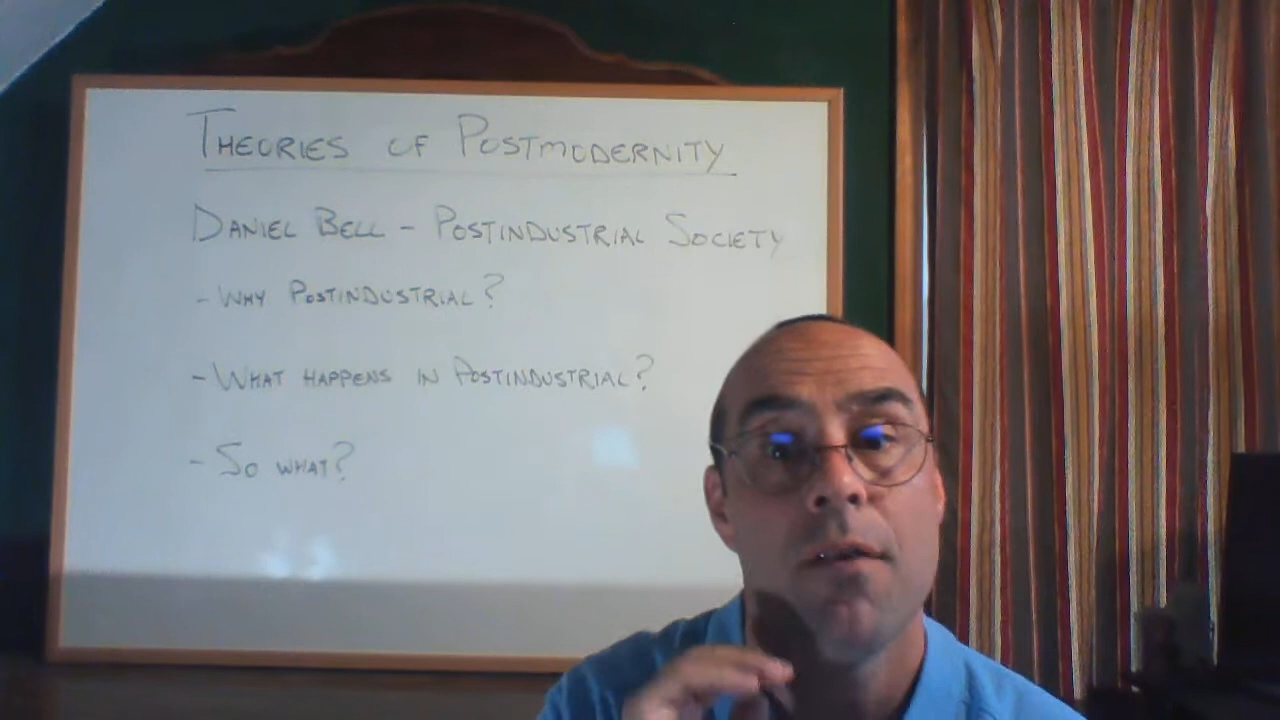 THEORIES OF POSTMODERNITY
DANIEL BELL - POSTINDUSTRIAL SOCIETY
- WHY POSTINDUSTRIAL?
- WHAT HAPPENS IN POSTINDUSTRIAL?
- SO WHAT?